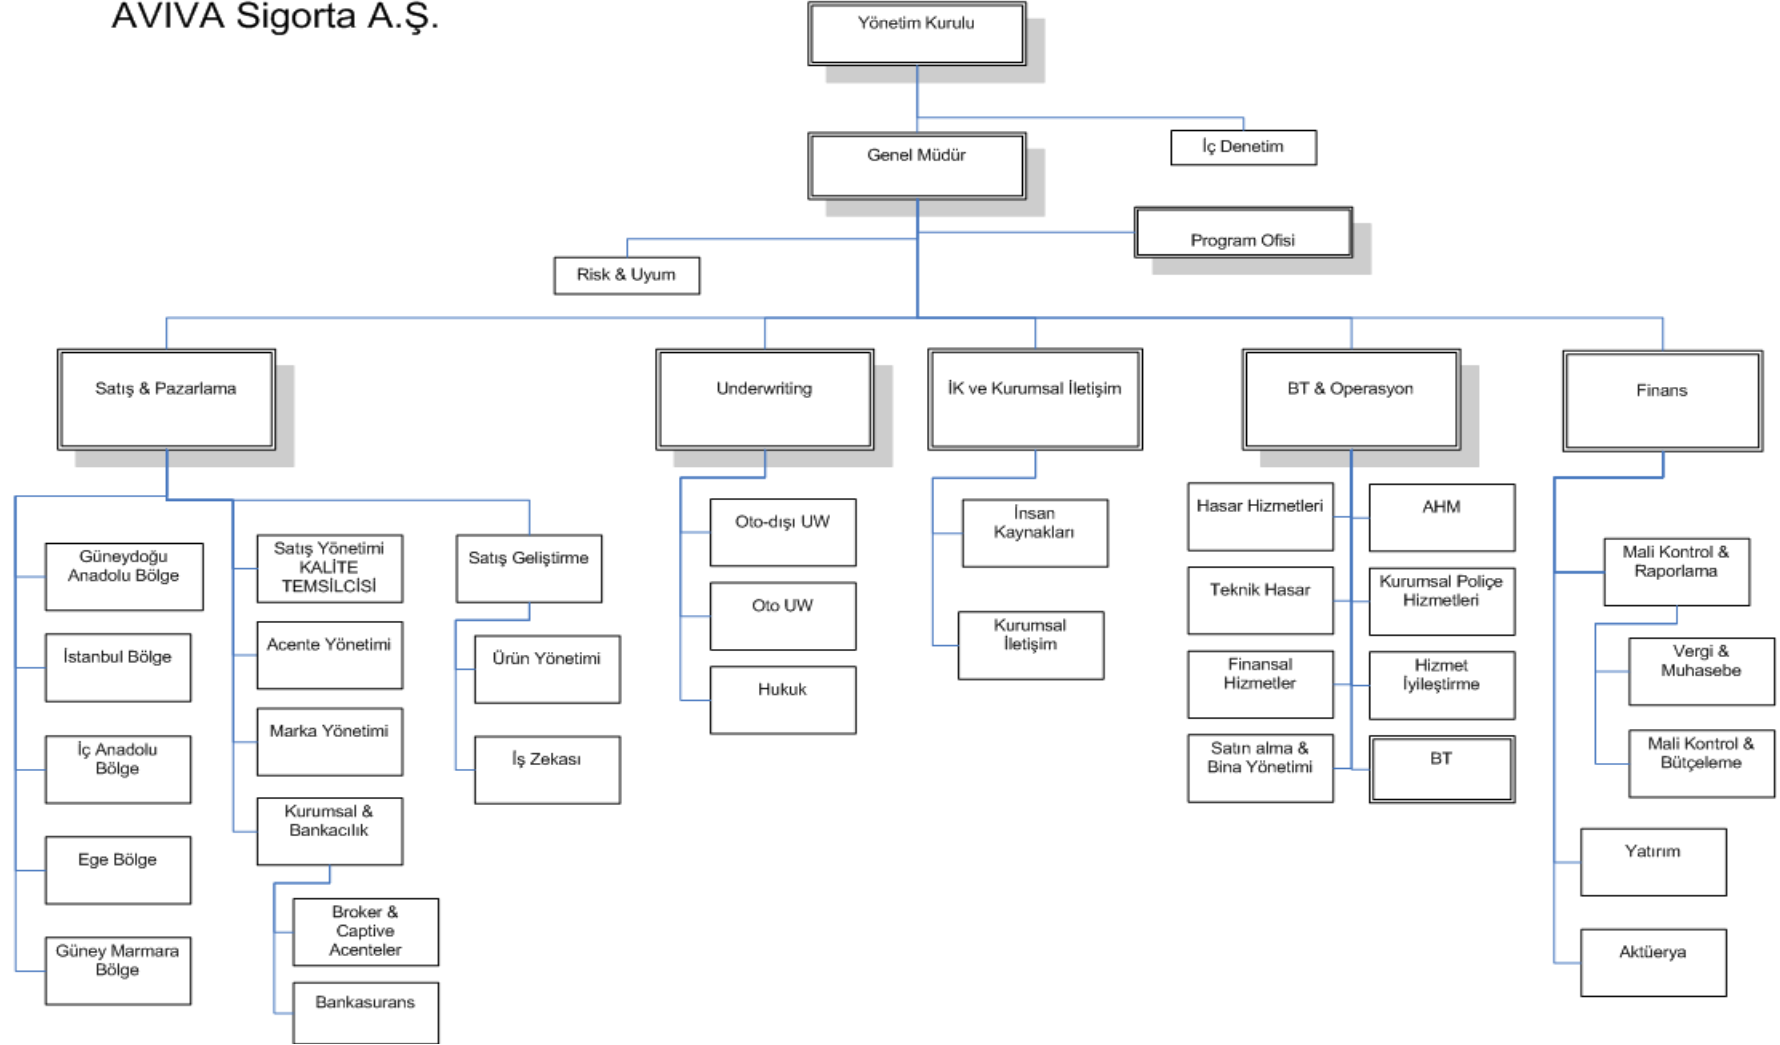 AVIVA Sigorta A.Ş.
Yönetim Kurulu
Genel Müdür
İç Denetim
Program Ofisi
Risk & Uyum
Satış & Pazarlama
Underwriting
İK ve Kurumsal İletişim
BT & Operasyon
Finans
Güneydoğu
Anadolu Bölge
İstanbul Bölge
İç Anadolu
Bölge
Ege Bölge
Güney Marmara
Bölge
Satış Yönetimi
KALİTE
TEMSİLCİSİ
Acente Yönetimi
Marka Yönetimi
Kurumsal &
Bankacılık
Broker &
Captive
Acenteler
Bankasurans
Satış Geliştirme
Ürün Yönetimi
İş Zekası
Oto-dışı UW
Oto UW
Hukuk
İnsan
Kaynakları
Kurumsal
İletişim
Hasar Hizmetleri
Teknik Hasar
Finansal
Hizmetler
Satın alma &
Bina Yönetimi
AHM
Kurumsal Poliçe
Hizmetleri
Hizmet
İyileştirme
BT
Mali Kontrol &
Raporlama
Vergi &
Muhasebe
Mali Kontrol &
Bütçeleme
Yatırım
Aktüerya